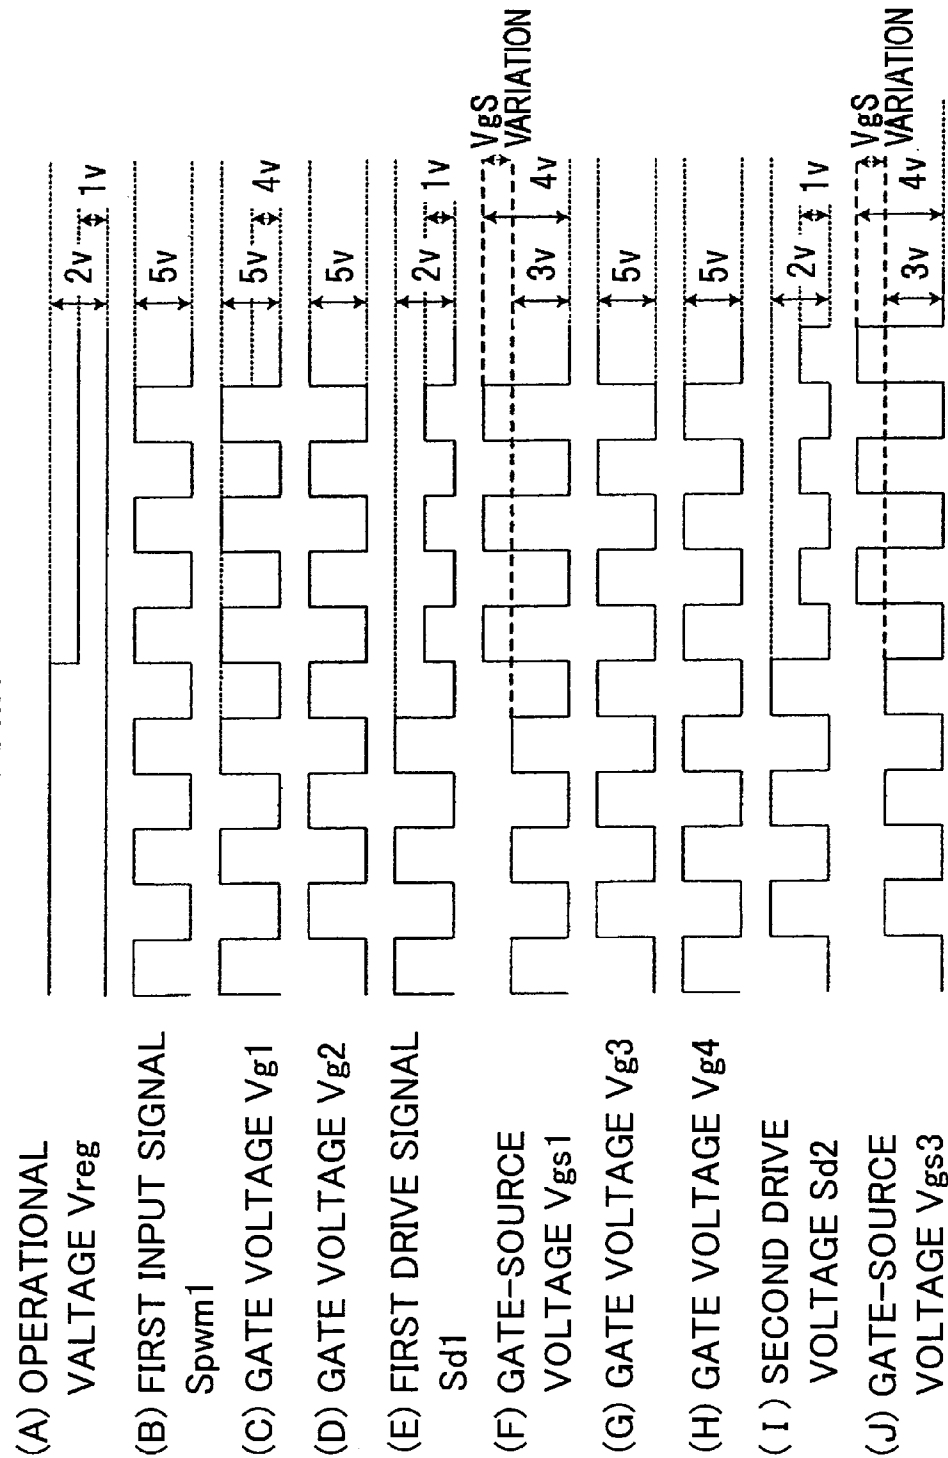 (A) OPERATIONAL
VALTAGE Vreg
2v
1v
(B) FIRST INPUT SIGNAL
Spwm1
5v
(C) GATE VOLTAGE Vg1
5v
4v
(D) GATE VOLTAGE Vg2
5v
(E) FIRST DRIVE SIGNAL
Sd1
2v
1v
(F) GATE-SOURCE
VOLTAGE Vgs1
3v
4v
VgS
VARIATION
(G) GATE VOLTAGE Vg3
5v
(H) GATE VOLTAGE Vg4
5v
(I) SECOND DRIVE
VOLTAGE Sd2
2v
1v
(J) GATE-SOURCE
VOLTAGE Vgs3
3v
4v
VgS
VARIATION